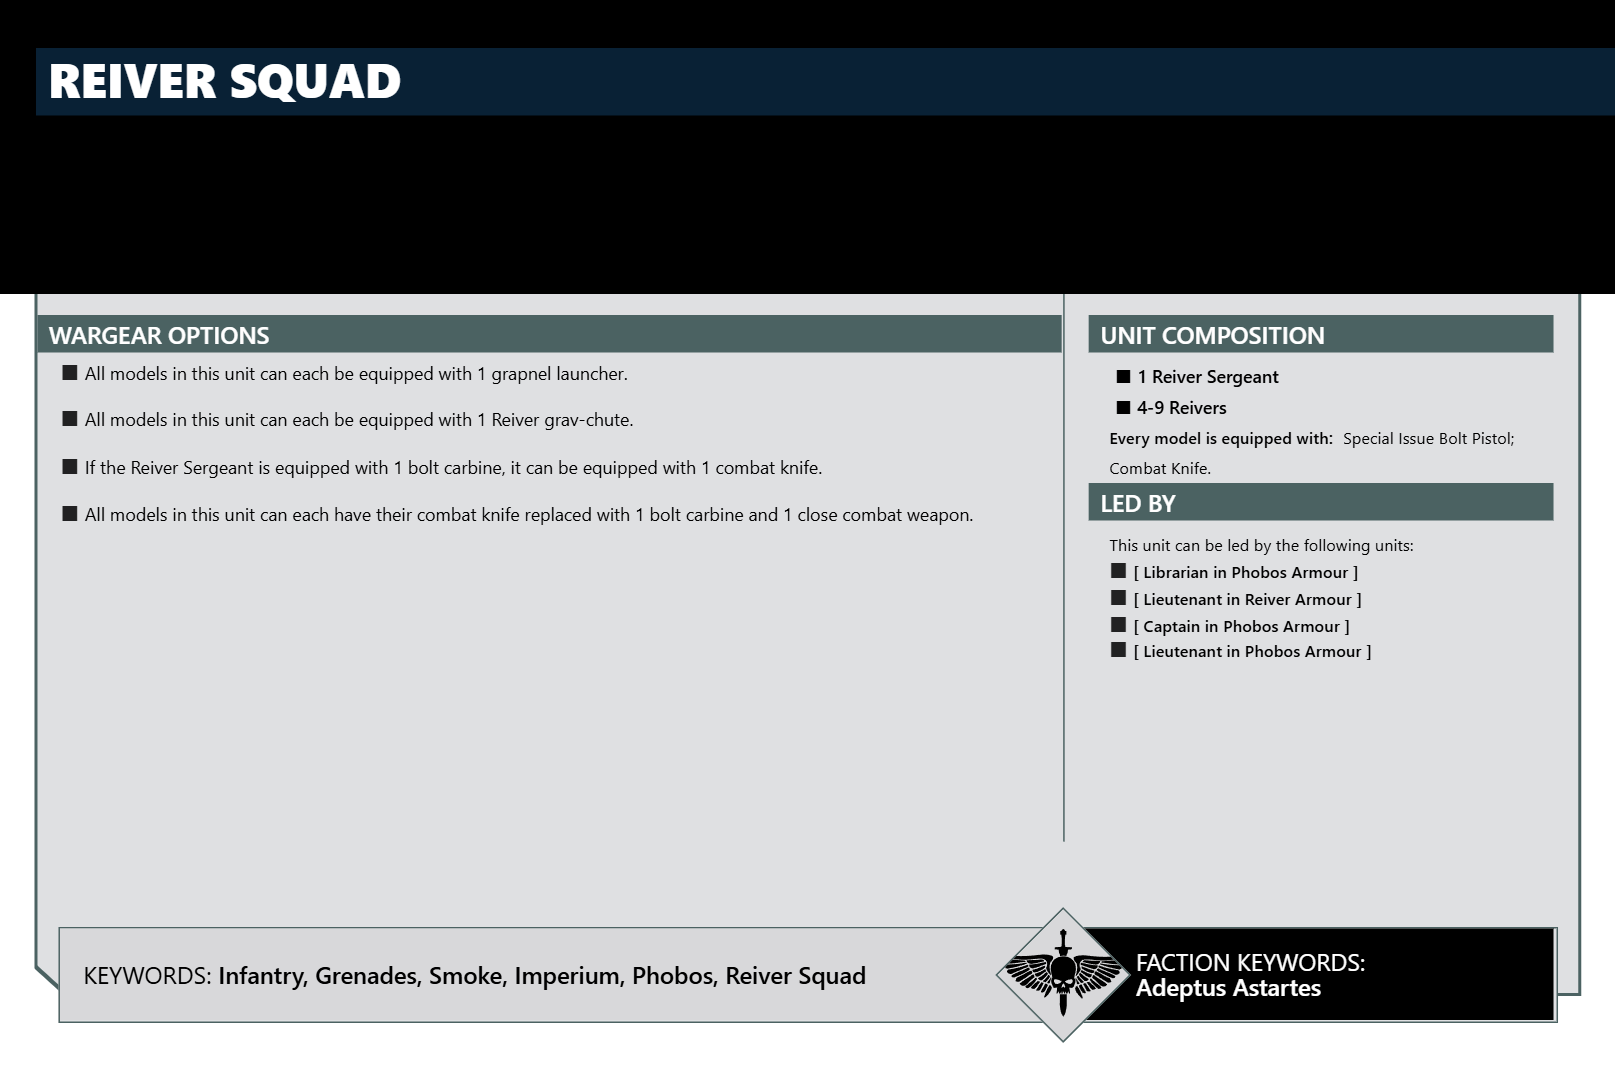 REIVER SQUAD
WARGEAR OPTIONS
All models in this unit can each be equipped with 1 grapnel launcher.
All models in this unit can each be equipped with 1 Reiver grav-chute.
If the Reiver Sergeant is equipped with 1 bolt carbine, it can be equipped with 1 combat knife.
All models in this unit can each have their combat knife replaced with 1 bolt carbine and 1 close combat weapon.
UNIT COMPOSITION
1 Reiver Sergeant
4-9 Reivers
Every model is equipped with: Special Issue Bolt Pistol;
Combat Knife.
LED BY
This unit can be led by the following units:
[ Librarian in Phobos Armour ]
[ Lieutenant in Reiver Armour ]
[ Captain in Phobos Armour ]
[ Lieutenant in Phobos Armour ]
KEYWORDS: Infantry, Grenades, Smoke, Imperium, Phobos, Reiver Squad
FACTION KEYWORDS:
Adeptus Astartes